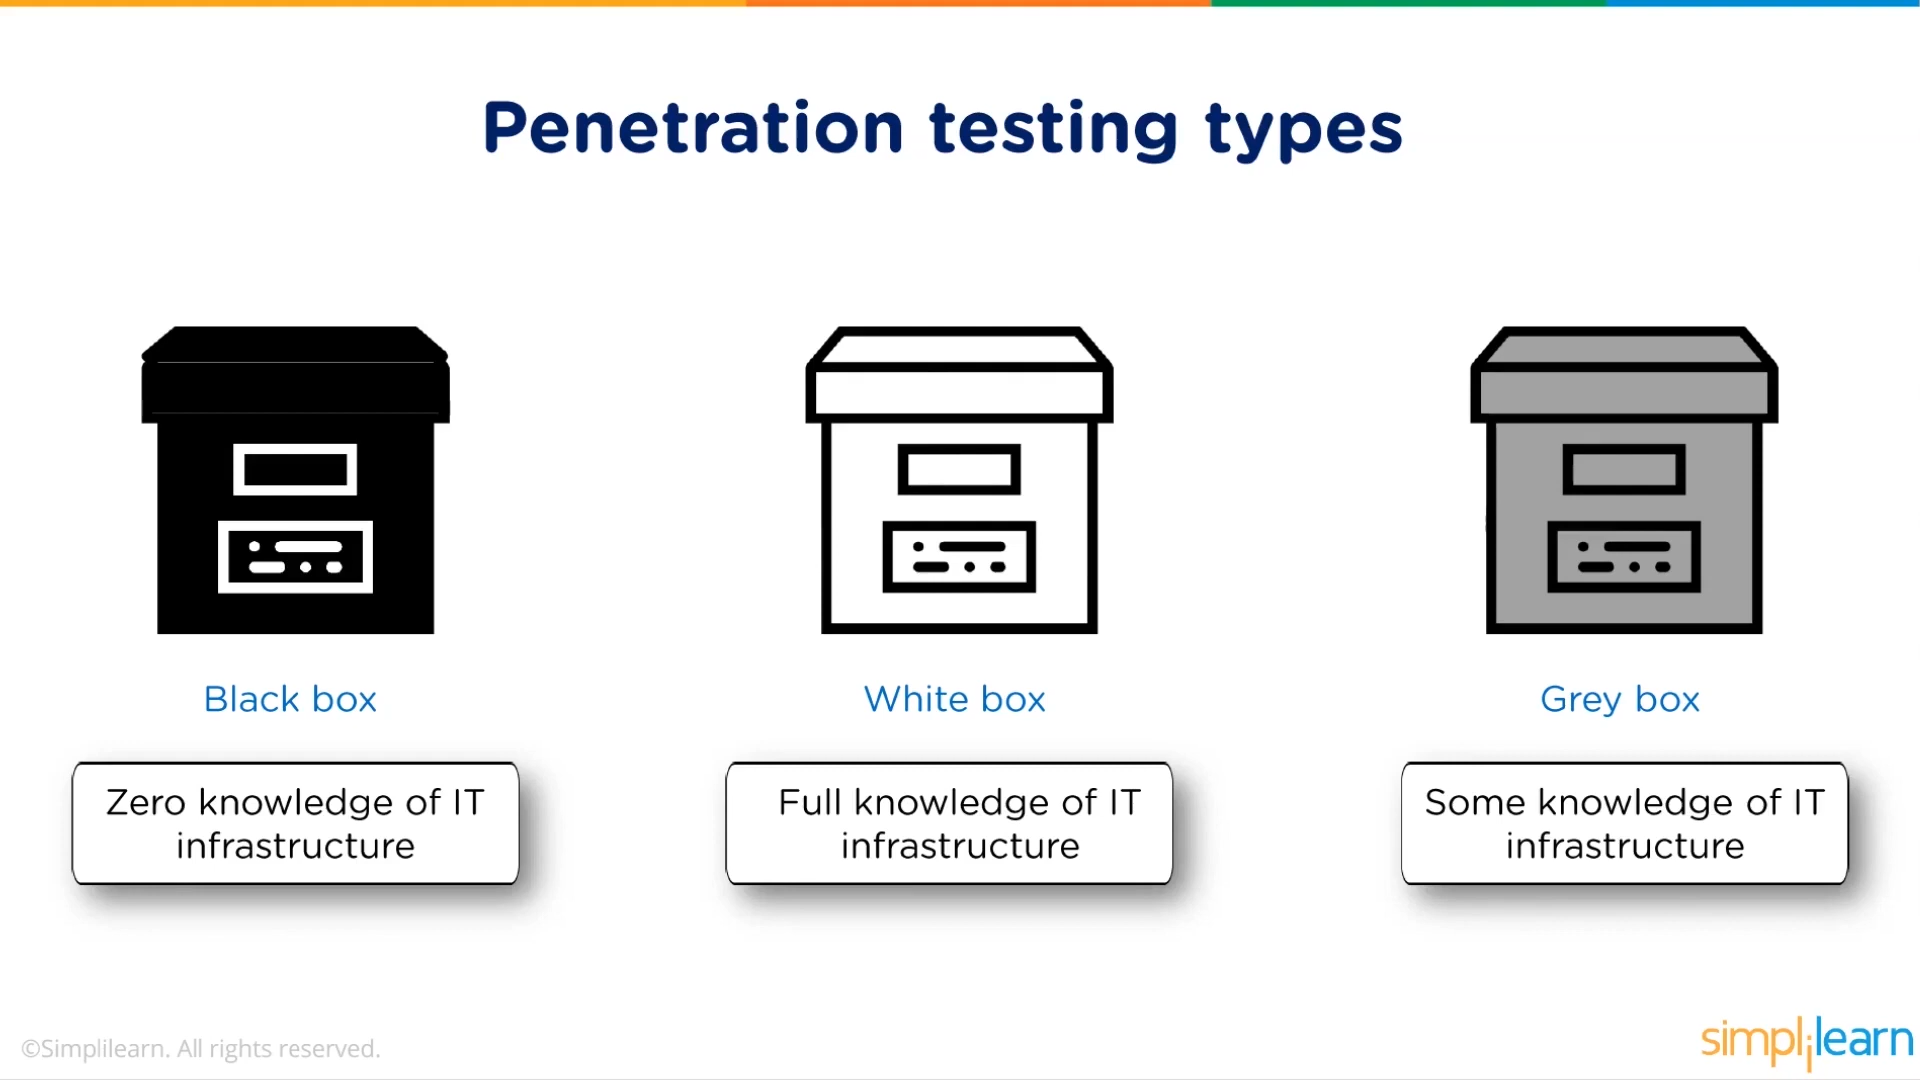 Penetration testing types
Black box
White box
Grey box
Zero knowledge of IT
infrastructure
Full knowledge of IT
infrastructure
Some knowledge of IT
infrastructure
©Simplilearn. All rights reserved.
simplilearn